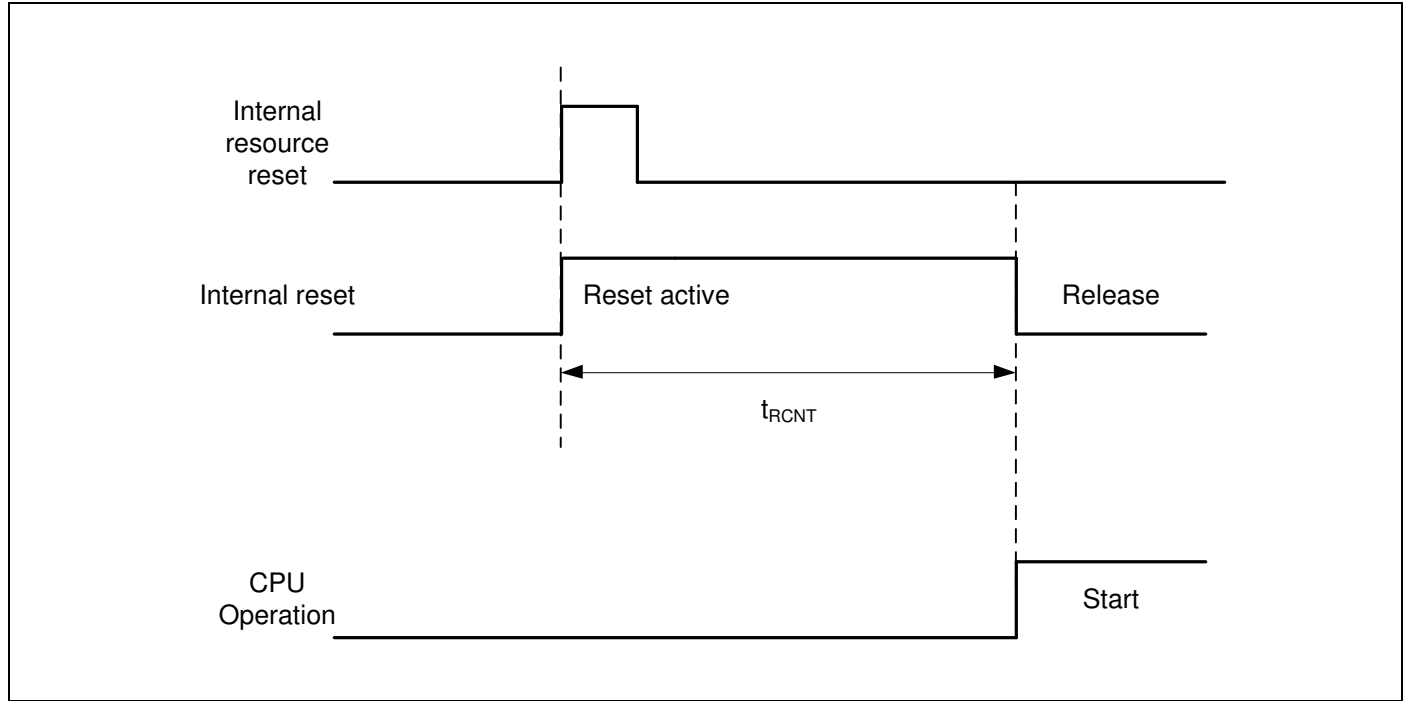 Internal
resource
reset
Internal reset
Reset active
Release
tRCNT
CPU
Operation
Start